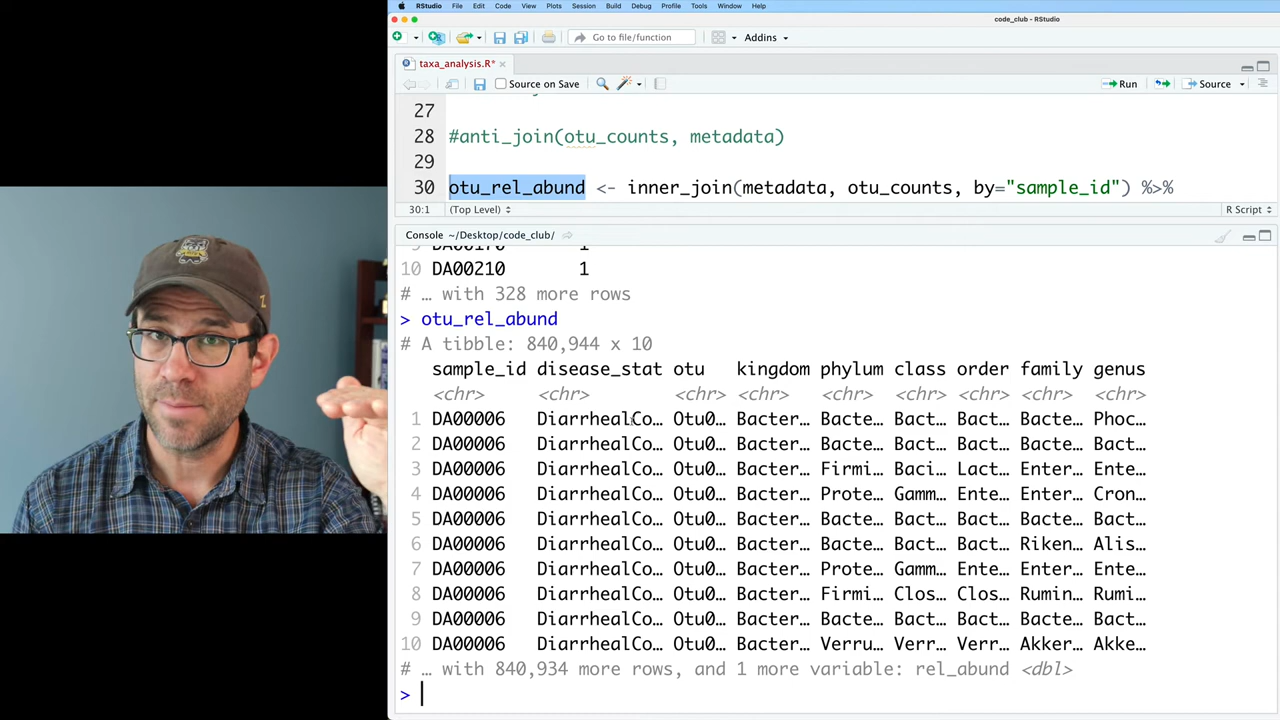 RStudio File Edit Code View Plots Session Build Debug Profile Tools Window Help
code_club - RStudio
Go to file/function Addins
taxa_analysis.R*
Source on Save Run Source
27
28 #anti_join(otu_counts, metadata)
29
30 otu_rel_abund <- inner_join(metadata, otu_counts, by="sample_id") %>%
30:1 (Top Level) R Script
Console ~/Desktop/code_club/
9 DA00170 1
10 DA00210 1
# … with 328 more rows
> otu_rel_abund
# A tibble: 840,944 x 10
sample_id disease_stat otu kingdom phylum class order family genus
<chr> <chr> <chr> <chr> <chr> <chr> <chr> <chr> <chr>
1 DA00006 DiarrhealCo… Otu0… Bacter… Bacte… Bact… Bact… Bacte… Phoc…
2 DA00006 DiarrhealCo… Otu0… Bacter… Bacte… Bact… Bact… Bacte… Bact…
3 DA00006 DiarrhealCo… Otu0… Bacter… Firmi… Baci… Lact… Enter… Ente…
4 DA00006 DiarrhealCo… Otu0… Bacter… Prote… Gamm… Ente… Enter… Cron…
5 DA00006 DiarrhealCo… Otu0… Bacter… Bacte… Bact… Bact… Bacte… Bact…
6 DA00006 DiarrhealCo… Otu0… Bacter… Bacte… Bact… Bact… Riken… Alis…
7 DA00006 DiarrhealCo… Otu0… Bacter… Prote… Gamm… Ente… Enter… Ente…
8 DA00006 DiarrhealCo… Otu0… Bacter… Firmi… Clos… Clos… Rumin… Rumi…
9 DA00006 DiarrhealCo… Otu0… Bacter… Bacte… Bact… Bact… Bacte… Bact…
10 DA00006 DiarrhealCo… Otu0… Bacter… Verru… Verr… Verr… Akker… Akke…
# … with 840,934 more rows, and 1 more variable: rel_abund <dbl>
>